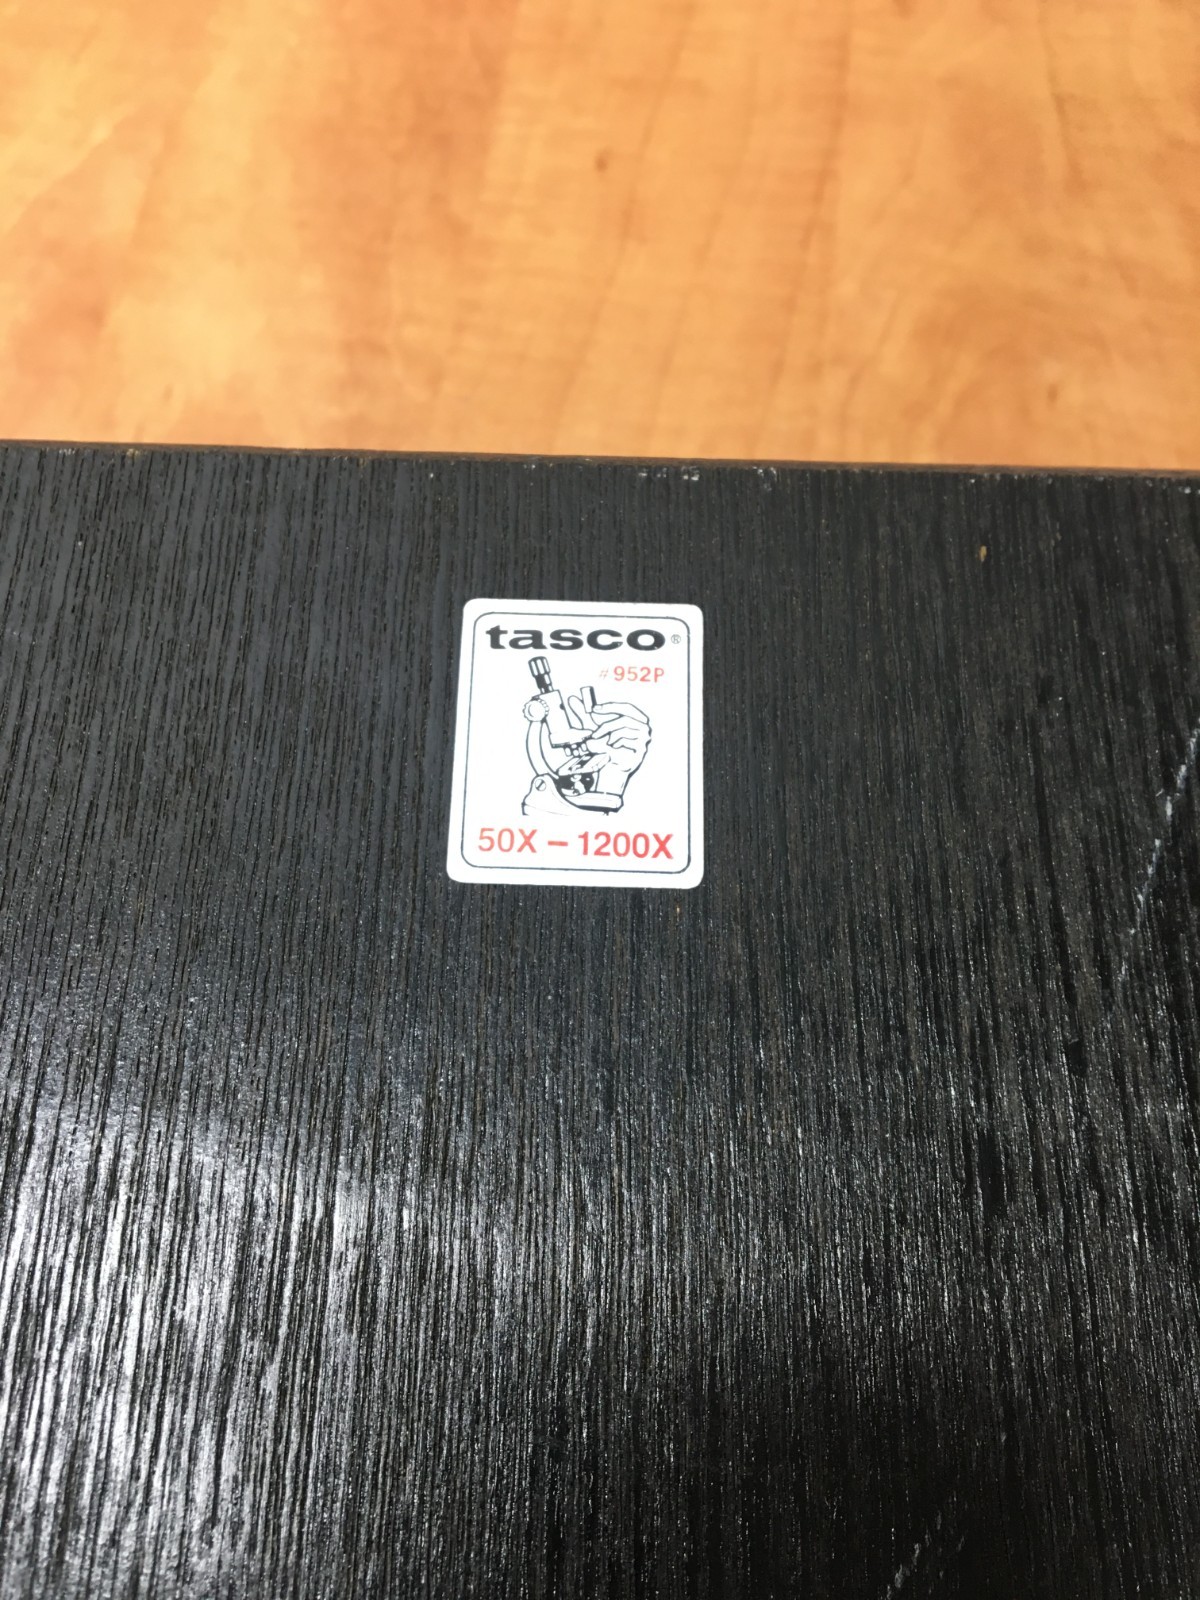 tasco®
#952P
50X – 1200X